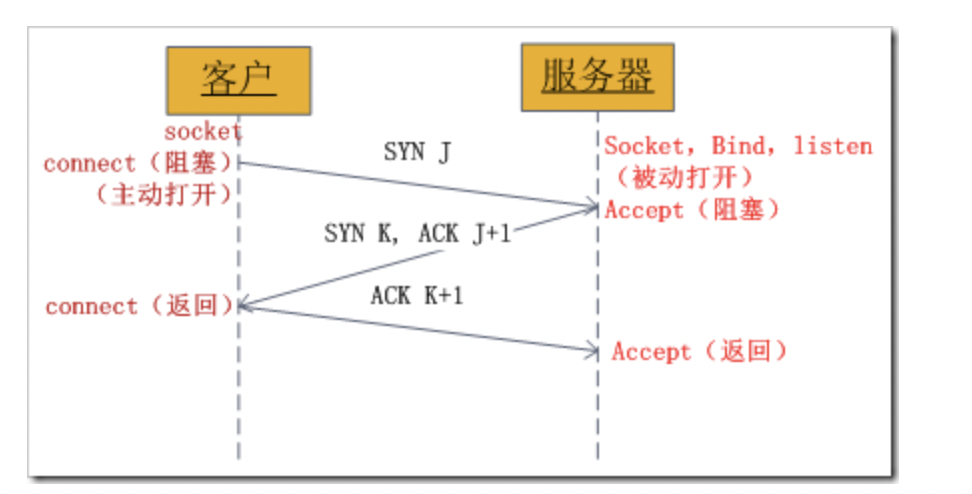 客户
服务器
socket
connect（阻塞）
（主动打开）
SYN J
Socket, Bind, listen
（被动打开）
Accept（阻塞）
SYN K, ACK J+1
connect（返回）
ACK K+1
Accept（返回）